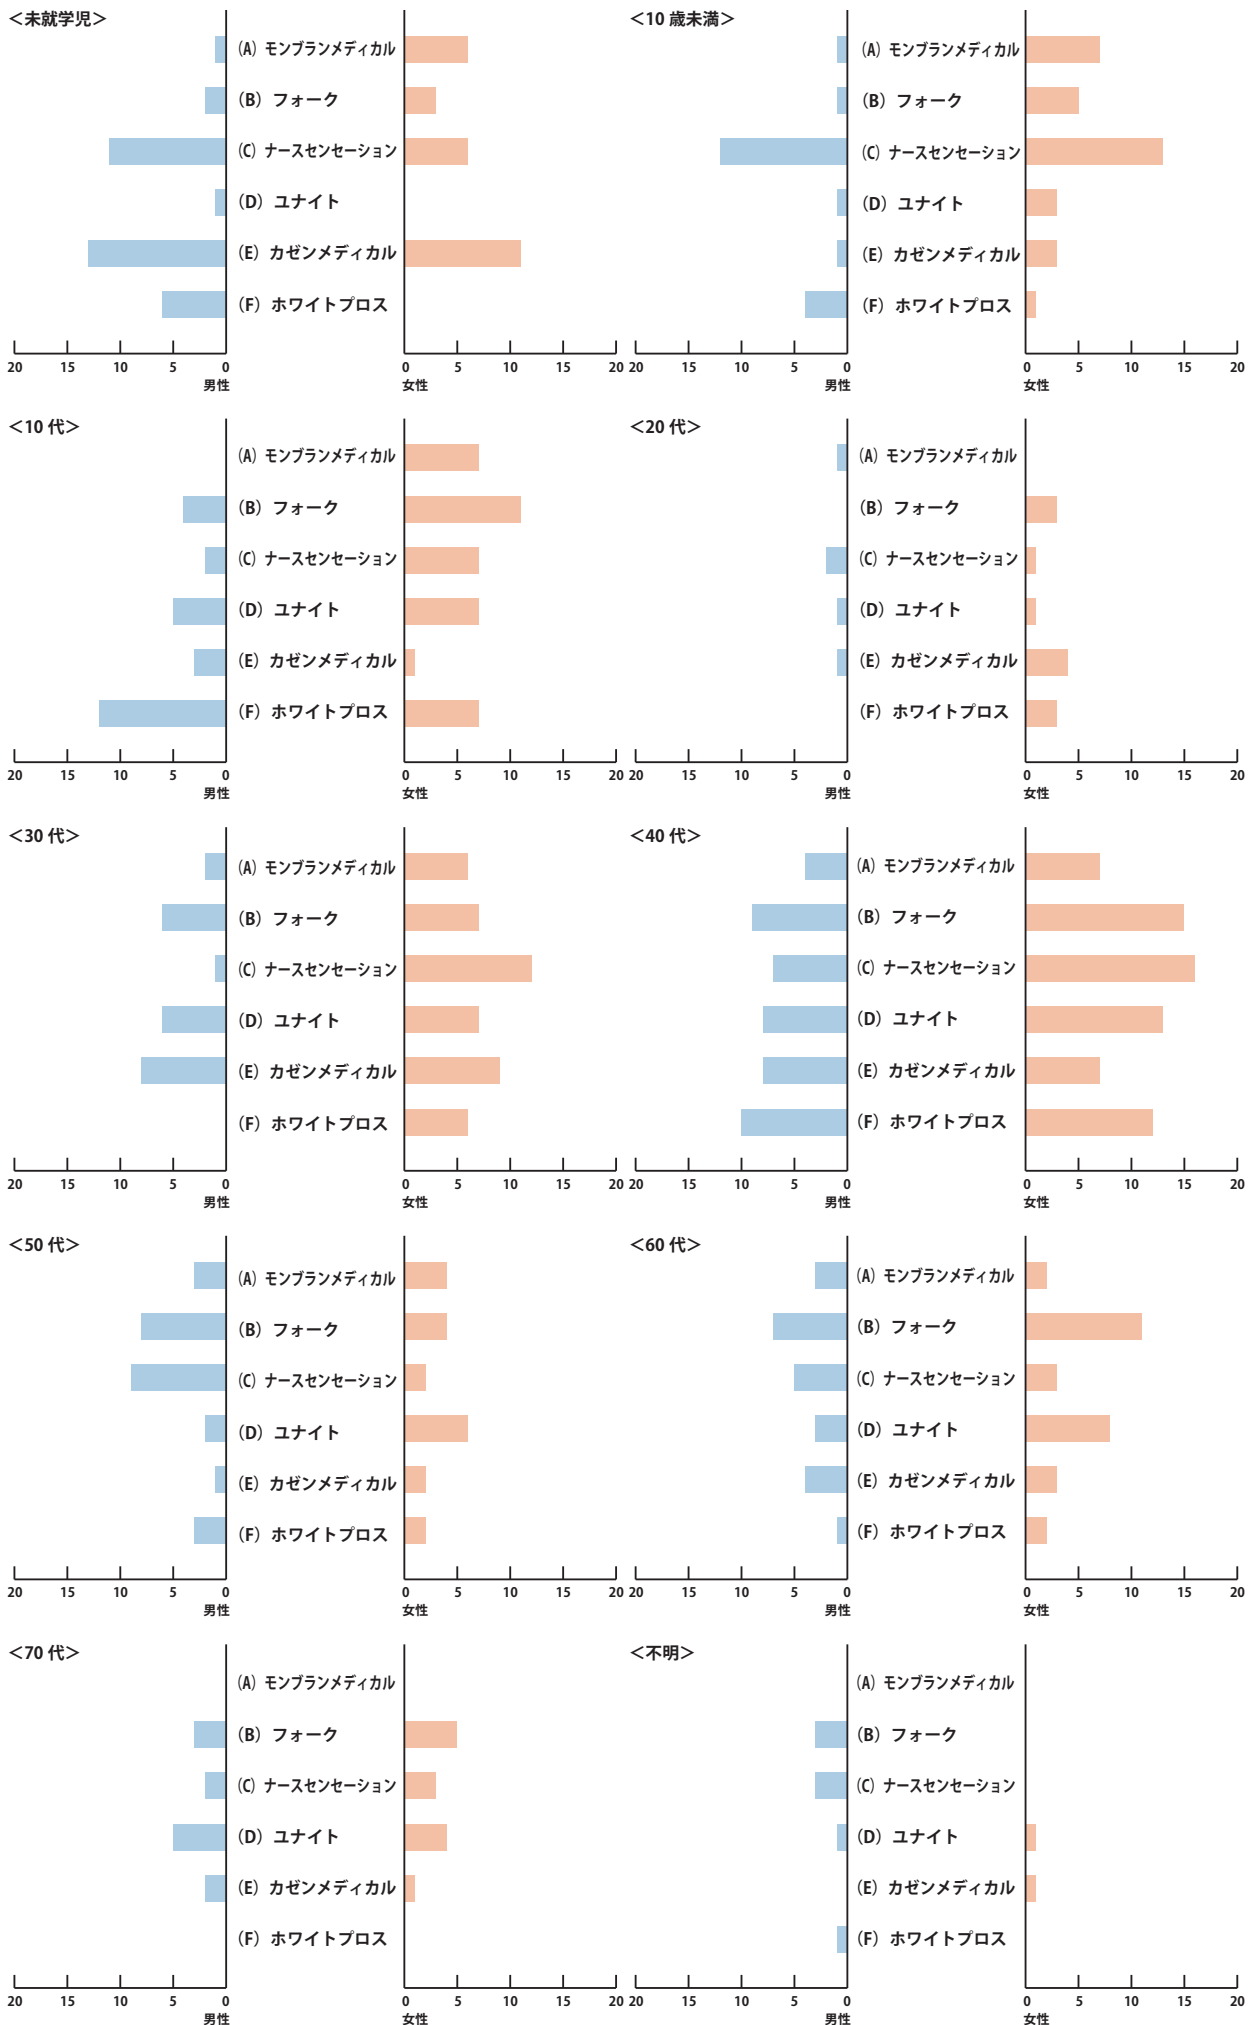 ＜未就学児＞
（A）モンブランメディカル
（B）フォーク
（C）ナースセンセーション
（D）ユナイト
（E）カゼンメディカル
（F）ホワイトプロス
20 15 10 5 0
男性
0 5 10 15 20
女性
＜10 歳未満＞
（A）モンブランメディカル
（B）フォーク
（C）ナースセンセーション
（D）ユナイト
（E）カゼンメディカル
（F）ホワイトプロス
20 15 10 5 0
男性
0 5 10 15 20
女性
＜10 代＞
（A）モンブランメディカル
（B）フォーク
（C）ナースセンセーション
（D）ユナイト
（E）カゼンメディカル
（F）ホワイトプロス
20 15 10 5 0
男性
0 5 10 15 20
女性
＜20 代＞
（A）モンブランメディカル
（B）フォーク
（C）ナースセンセーション
（D）ユナイト
（E）カゼンメディカル
（F）ホワイトプロス
20 15 10 5 0
男性
0 5 10 15 20
女性
＜30 代＞
（A）モンブランメディカル
（B）フォーク
（C）ナースセンセーション
（D）ユナイト
（E）カゼンメディカル
（F）ホワイトプロス
20 15 10 5 0
男性
0 5 10 15 20
女性
＜40 代＞
（A）モンブランメディカル
（B）フォーク
（C）ナースセンセーション
（D）ユナイト
（E）カゼンメディカル
（F）ホワイトプロス
20 15 10 5 0
男性
0 5 10 15 20
女性
＜50 代＞
（A）モンブランメディカル
（B）フォーク
（C）ナースセンセーション
（D）ユナイト
（E）カゼンメディカル
（F）ホワイトプロス
20 15 10 5 0
男性
0 5 10 15 20
女性
＜60 代＞
（A）モンブランメディカル
（B）フォーク
（C）ナースセンセーション
（D）ユナイト
（E）カゼンメディカル
（F）ホワイトプロス
20 15 10 5 0
男性
0 5 10 15 20
女性
＜70 代＞
（A）モンブランメディカル
（B）フォーク
（C）ナースセンセーション
（D）ユナイト
（E）カゼンメディカル
（F）ホワイトプロス
20 15 10 5 0
男性
0 5 10 15 20
女性
＜不明＞
（A）モンブランメディカル
（B）フォーク
（C）ナースセンセーション
（D）ユナイト
（E）カゼンメディカル
（F）ホワイトプロス
20 15 10 5 0
男性
0 5 10 15 20
女性